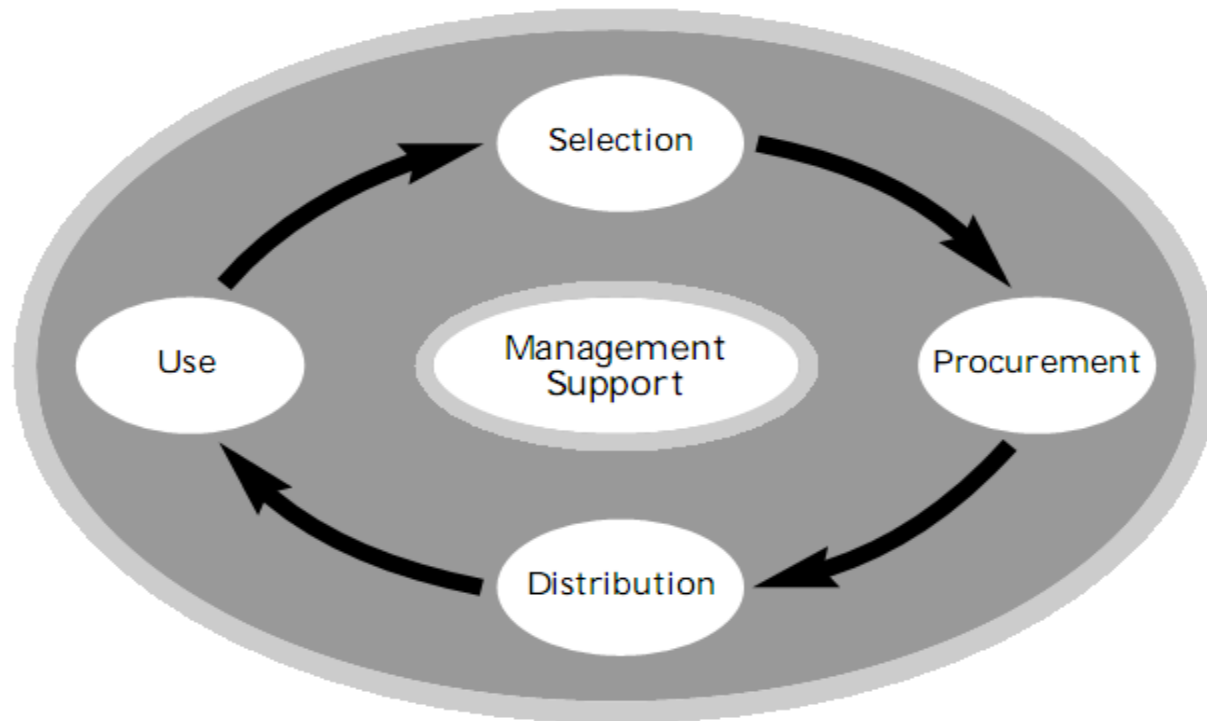 Selection
Use
Management
Support
Procurement
Distribution